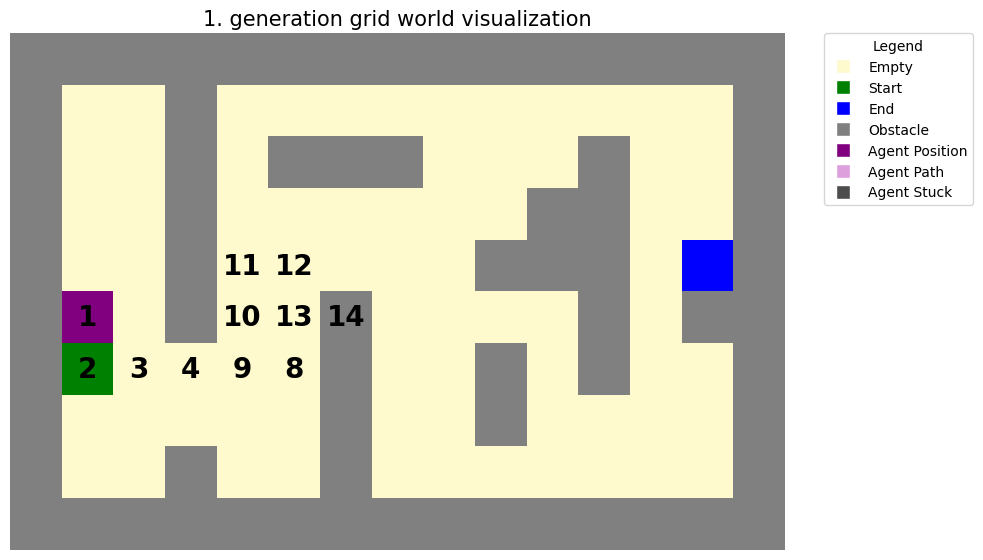 1. generation grid world visualization
Legend
Empty
Start
End
Obstacle
Agent Position
Agent Path
Agent Stuck
11 12
1 10 13 14
2 3 4 9 8